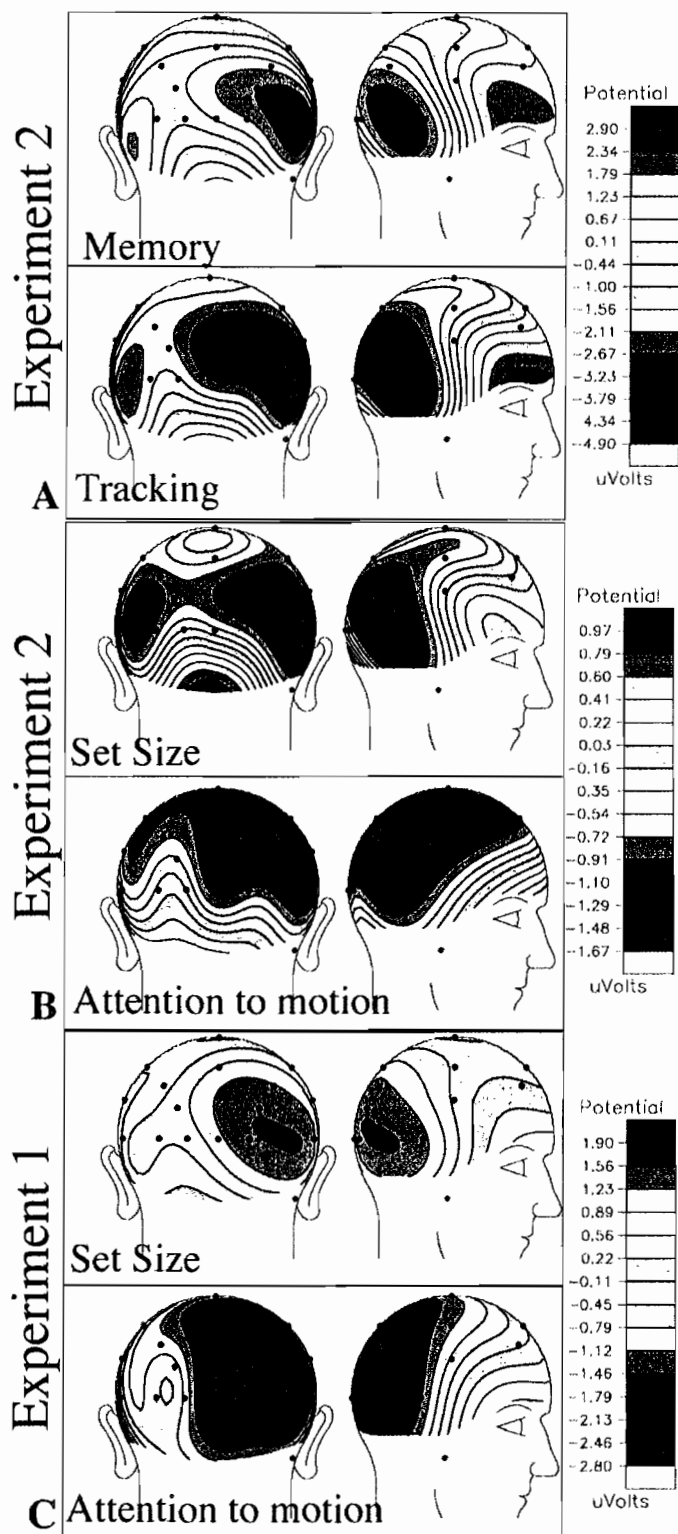 Experiment 2
Memory
Tracking
A
Potential
2.90
2.34
1.79
1.23
0.67
0.11
-0.44
-1.00
-1.56
-2.11
-2.67
-3.23
-3.79
4.34
-4.90
uVolts
Experiment 2
Set Size
Attention to motion
B
Potential
0.97
0.79
0.60
0.41
0.22
0.03
-0.16
0.35
-0.54
-0.72
-0.91
-1.10
-1.29
-1.48
-1.67
uVolts
Experiment 1
Set Size
Attention to motion
C
Potential
1.90
1.56
1.23
0.89
0.56
0.22
-0.11
-0.45
-0.79
-1.12
-1.46
-1.79
-2.13
-2.46
-2.80
uVolts